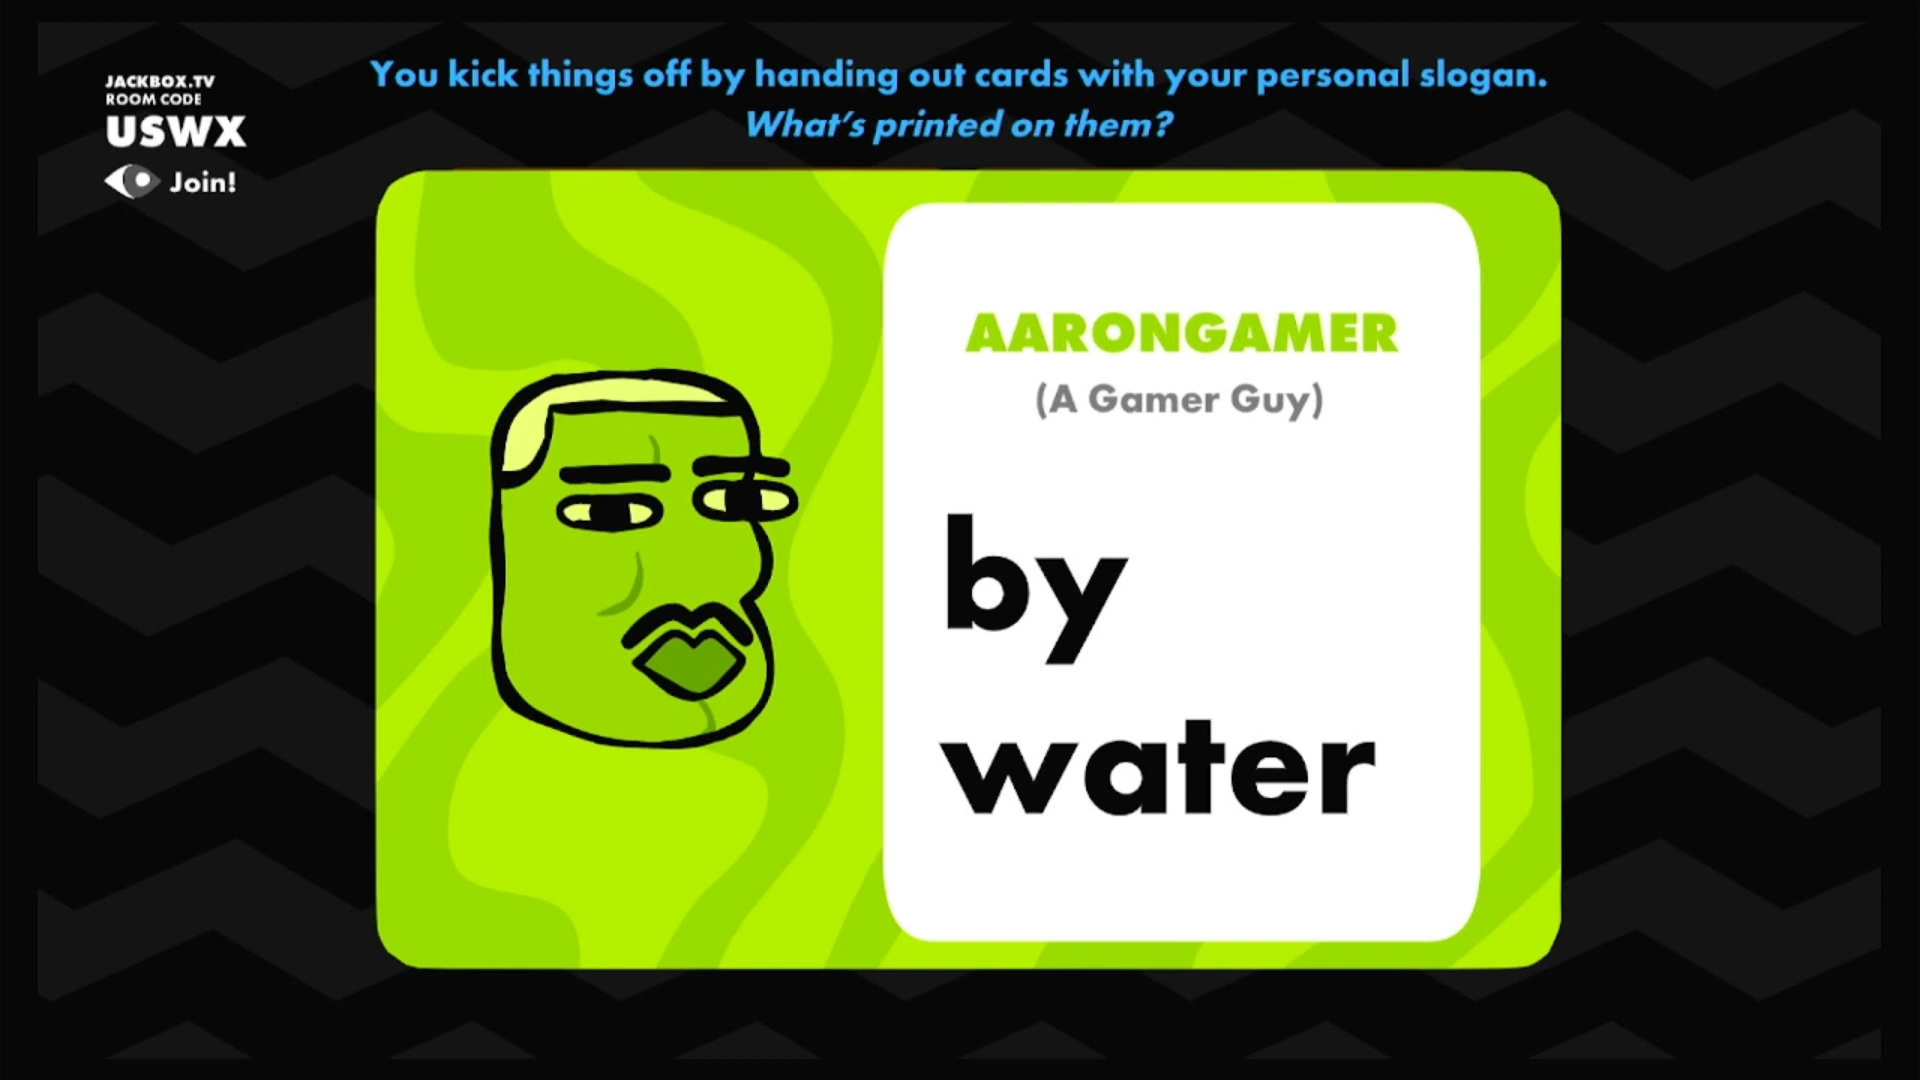 You kick things off by handing out cards with your personal slogan.
What's printed on them?
JACKBOX.TV
ROOM CODE
USWX
Join!
AARONGAMER
(A Gamer Guy)
by
water